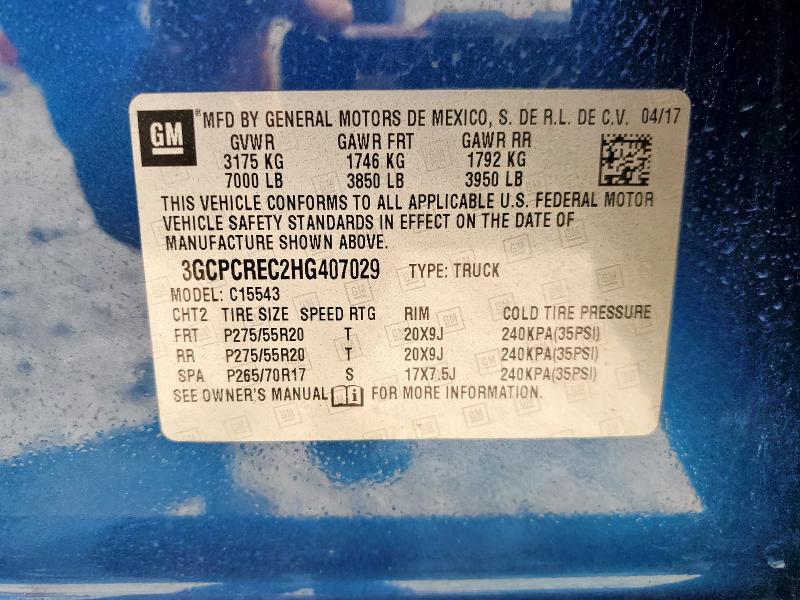 GM ® MFD BY GENERAL MOTORS DE MEXICO, S. DE R.L. DE C.V. 04/17
GVWR GAWR FRT GAWR RR
3175 KG 1746 KG 1792 KG
7000 LB 3850 LB 3950 LB
THIS VEHICLE CONFORMS TO ALL APPLICABLE U.S. FEDERAL MOTOR
VEHICLE SAFETY STANDARDS IN EFFECT ON THE DATE OF
MANUFACTURE SHOWN ABOVE.
3GCPCREC2HG407029 TYPE: TRUCK
MODEL: C15543
CHT2 TIRE SIZE SPEED RTG RIM COLD TIRE PRESSURE
FRT P275/55R20 T 20X9J 240KPA(35PSI)
RR P275/55R20 T 20X9J 240KPA(35PSI)
SPA P265/70R17 S 17X7.5J 240KPA(35PSI)
SEE OWNER'S MANUAL i FOR MORE INFORMATION.